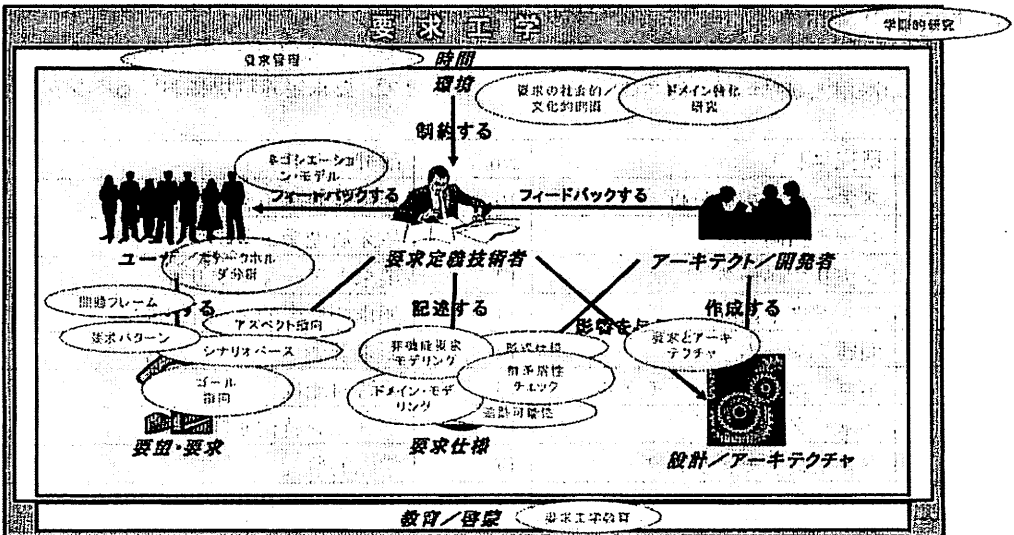 要求工学
学際的研究
要求管理
時間
環境
要求の社会的/
文化的側面
ドメイン特化
研究
制約する
ネゴシエーショ
ン・モデル
フィードバックする
フィードバックする
ユーザ/ステークホル
ダ分析
要求定義技術者
アーキテクト/開発者
問題フレーム
する
アスペクト指向
記述する
作成する
要求パターン
シナリオベース
非機能要求
モデリング
形式仕様
影響を与
要求とアーキ
テクチャ
ゴール
指向
無矛盾性
チェック
ドメイン・モデ
リング
追跡可能性
要望・要求
要求仕様
設計/アーキテクチャ
教育/啓蒙
要求工学教育